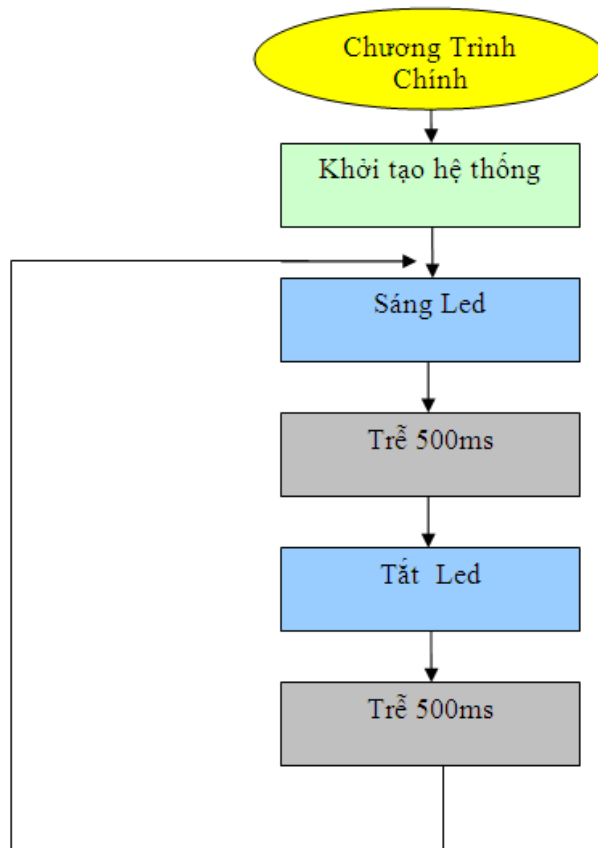 Chương Trình
Chính
Khởi tạo hệ thống
Sáng Led
Trễ 500ms
Tắt Led
Trễ 500ms